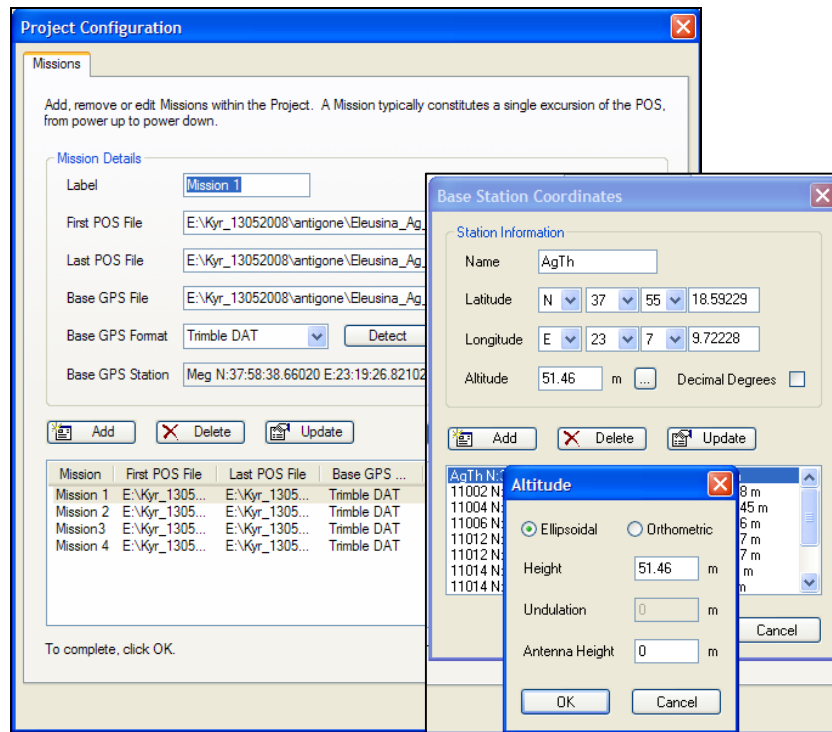 Project Configuration
Missions
Add, remove or edit Missions within the Project. A Mission typically constitutes a single excursion of the POS,
from power up to power down.
Mission Details
Label Mission 1
First POS File E:\Kyr_13052008\antigone\Eleusina_Ag_
Last POS File E:\Kyr_13052008\antigone\Eleusina_Ag_
Base GPS File E:\Kyr_13052008\antigone\Eleusina_Ag_
Base GPS Format Trimble DAT Detect
Base GPS Station Meg N:37:58:38.66020 E:23:19:26.82102
Add Delete Update
Mission First POS File Last POS File Base GPS ...
Mission 1 E:\Kyr_1305... E:\Kyr_1305... Trimble DAT
Mission 2 E:\Kyr_1305... E:\Kyr_1305... Trimble DAT
Mission3 E:\Kyr_1305... E:\Kyr_1305... Trimble DAT
Mission 4 E:\Kyr_1305... E:\Kyr_1305... Trimble DAT
To complete, click OK.
Base Station Coordinates
Station Information
Name AgTh
Latitude N 37 55 18.59229
Longitude E 23 7 9.72228
Altitude 51.46 m ... Decimal Degrees
Add Delete Update
AgTh N:3
11002 N: 8 m
11004 N: 45 m
11006 N: 6 m
11012 N: 7 m
11012 N: 7 m
11014 N: m
11014 N:
Cancel
Altitude
Ellipsoidal Orthometric
Height 51.46 m
Undulation 0 m
Antenna Height 0 m
OK Cancel